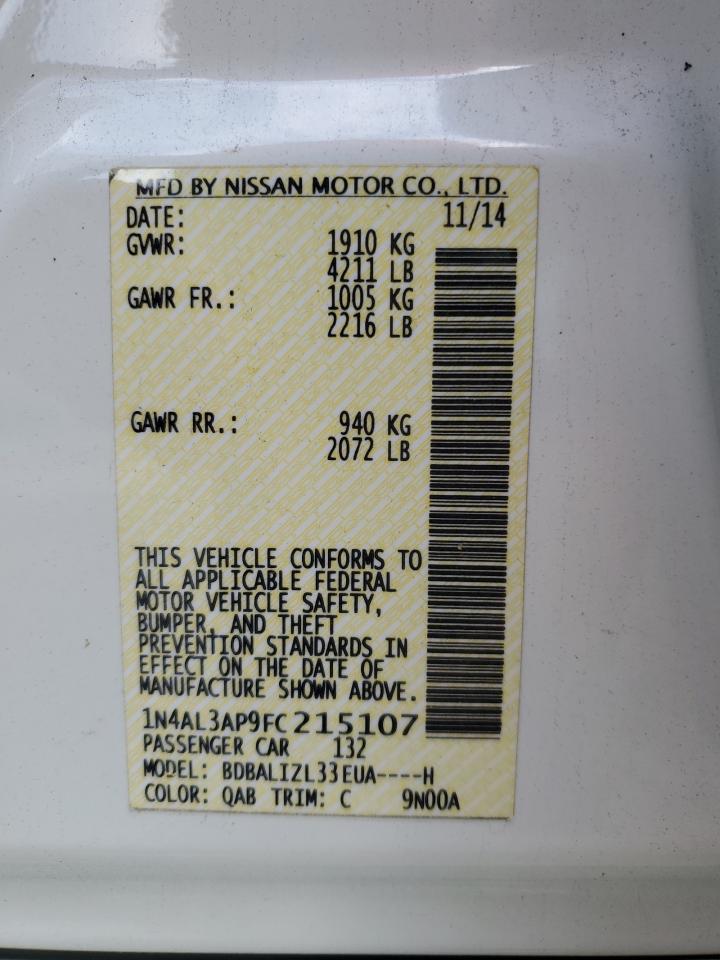 MFD BY NISSAN MOTOR CO., LTD.
DATE: 11/14
GVWR: 1910 KG
4211 LB
GAWR FR.: 1005 KG
2216 LB
GAWR RR.: 940 KG
2072 LB
THIS VEHICLE CONFORMS TO
ALL APPLICABLE FEDERAL
MOTOR VEHICLE SAFETY,
BUMPER, AND THEFT
PREVENTION STANDARDS IN
EFFECT ON THE DATE OF
MANUFACTURE SHOWN ABOVE.
1N4AL3AP9FC215107
PASSENGER CAR 132
MODEL: BDBALIZL33EUA----H
COLOR: QAB TRIM: C 9N00A